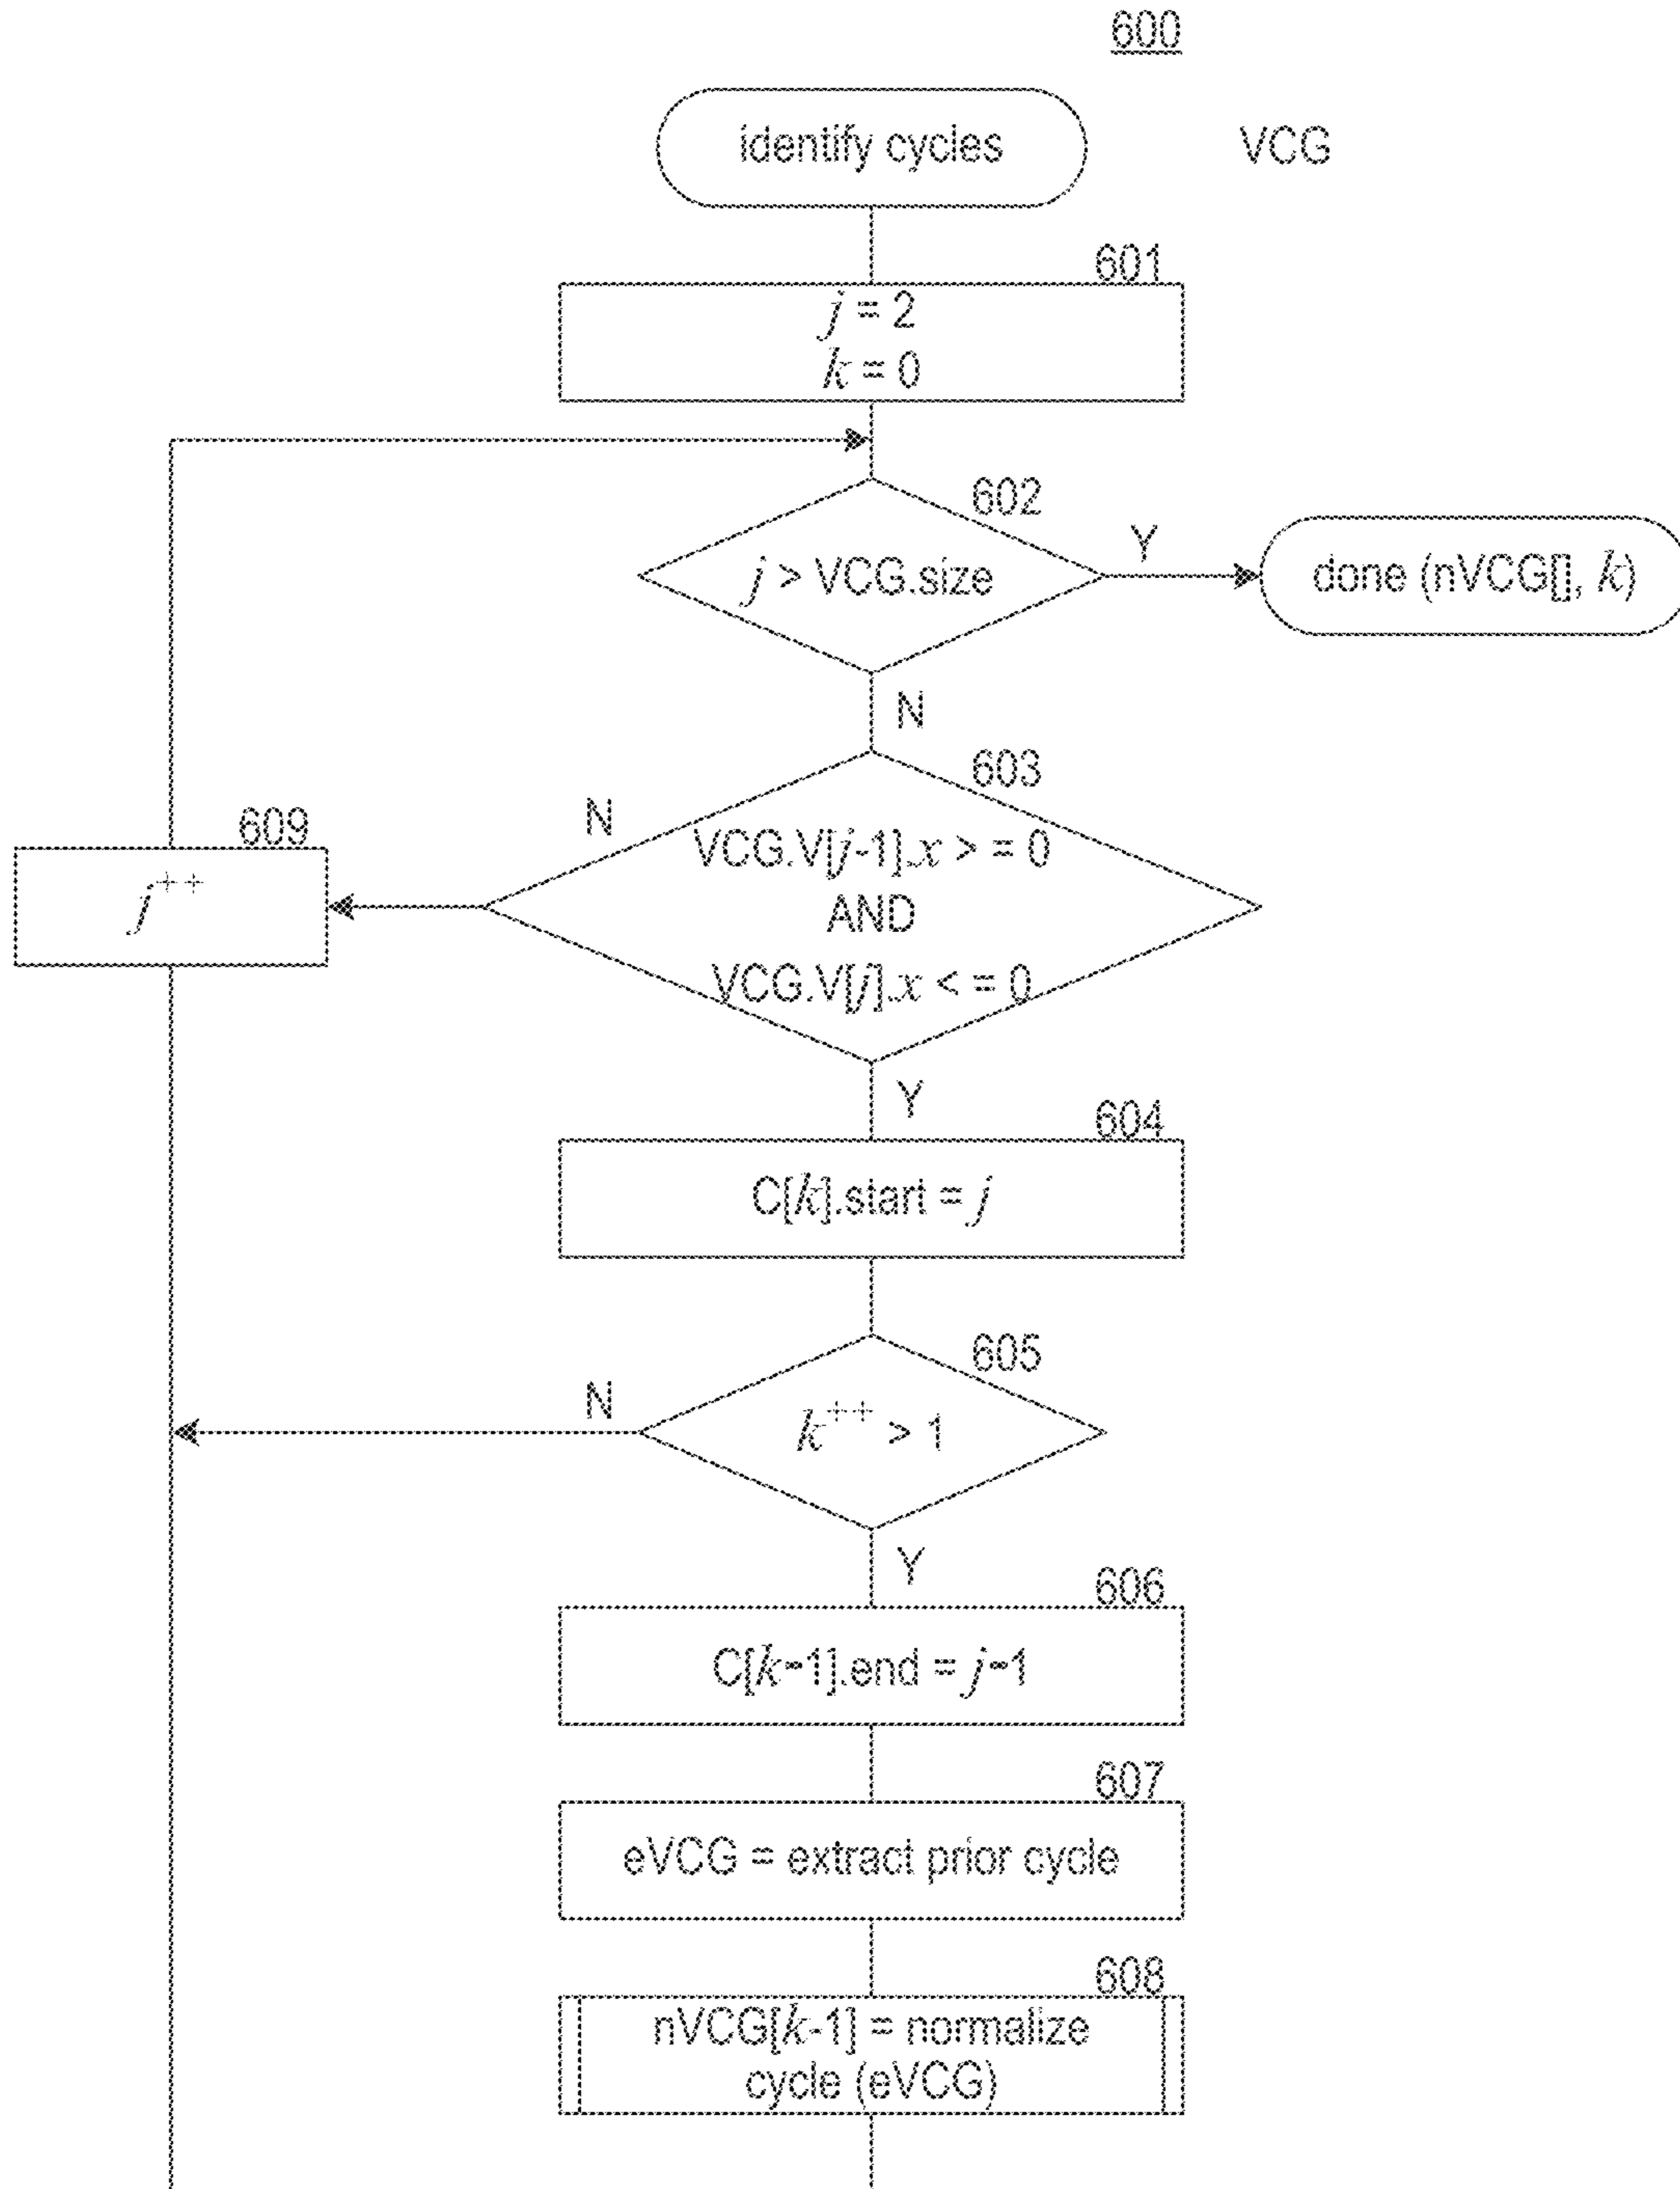 600
identify cycles
VCG
601
j = 2
k = 0
602
j > VCG.size
Y
done (nVCG[], k)
N
603
N
VCG.V[j-1].x > = 0
AND
VCG.V[j].x < = 0
609
j++
Y
604
C[k].start = j
605
N
k++ > 1
Y
606
C[k-1].end = j-1
607
eVCG = extract prior cycle
608
nVCG[k-1] = normalize
cycle (eVCG)